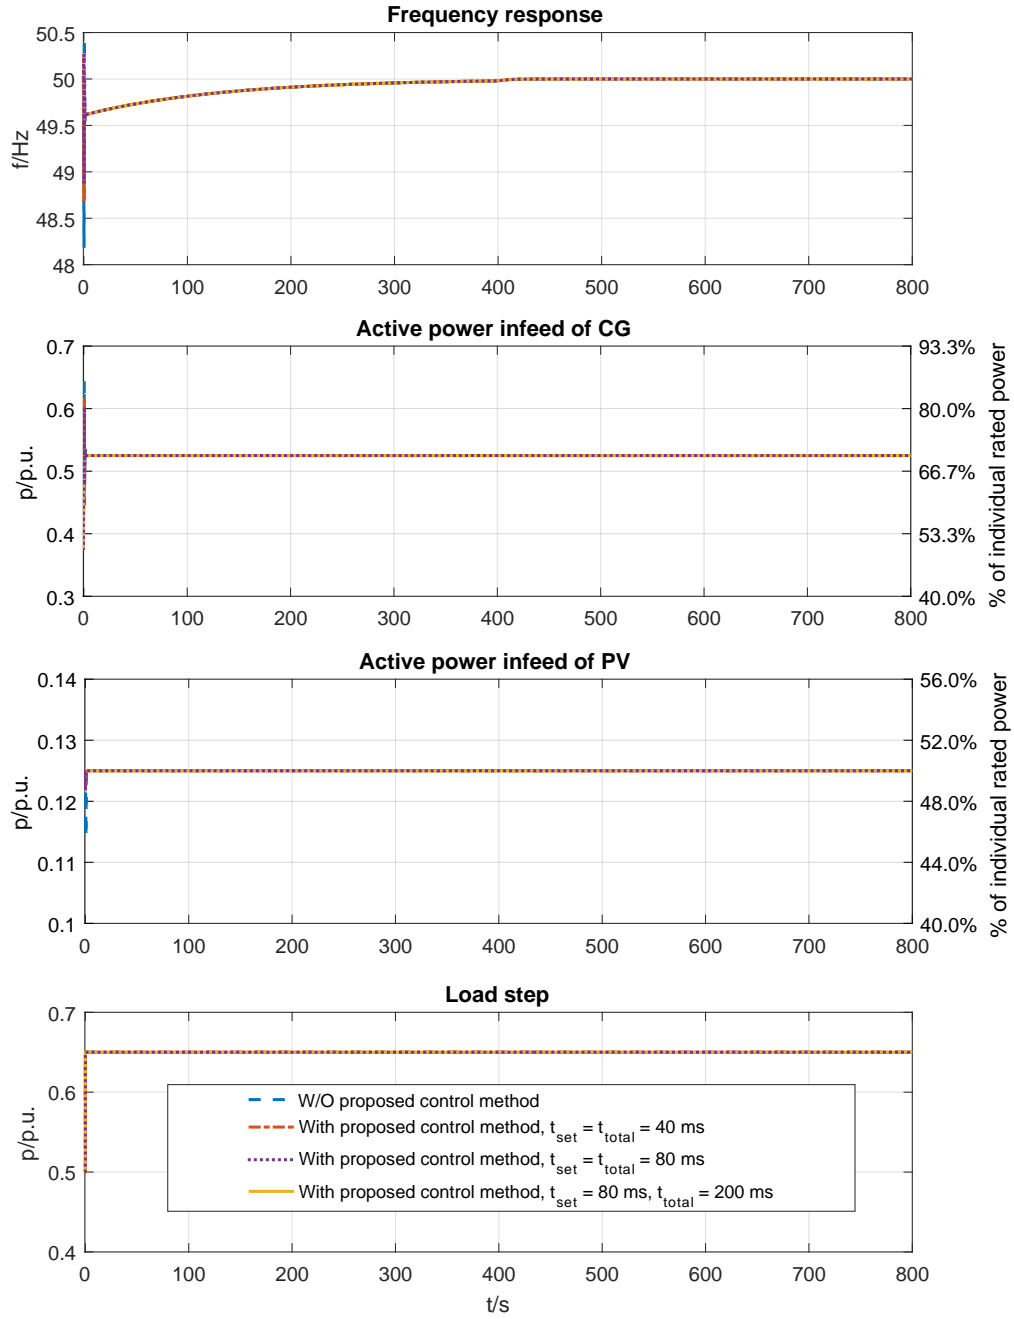 Frequency response
50.5
50
49.5
49
48.5
48
f/Hz
0 100 200 300 400 500 600 700 800
Active power infeed of CG
0.7
0.6
0.5
0.4
0.3
p/p.u.
93.3%
80.0%
66.7%
53.3%
40.0%
% of individual rated power
0 100 200 300 400 500 600 700 800
Active power infeed of PV
0.14
0.13
0.12
0.11
0.1
p/p.u.
56.0%
52.0%
48.0%
44.0%
40.0%
% of individual rated power
0 100 200 300 400 500 600 700 800
Load step
0.7
0.6
0.5
0.4
p/p.u.
W/O proposed control method
With proposed control method, t_set = t_total = 40 ms
With proposed control method, t_set = t_total = 80 ms
With proposed control method, t_set = 80 ms, t_total = 200 ms
0 100 200 300 400 500 600 700 800
t/s